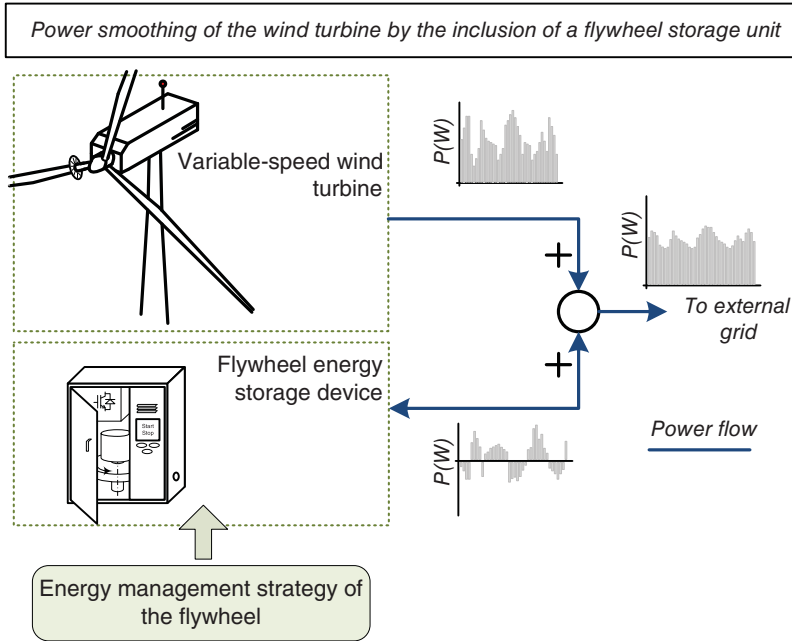 Power smoothing of the wind turbine by the inclusion of a flywheel storage unit
Variable-speed wind
turbine
P(W)
P(W)
To external
grid
Flywheel energy
storage device
Start
Stop
P(W)
Power flow
Energy management strategy of
the flywheel